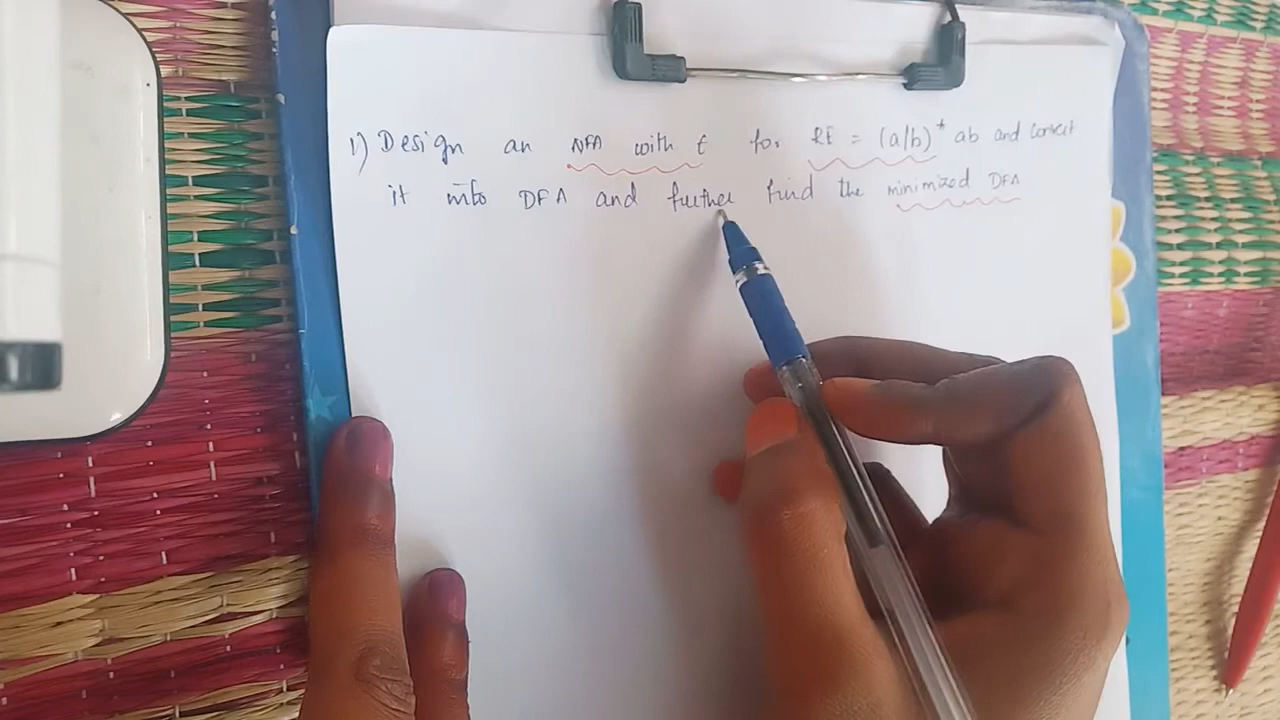 1) Design an NFA with ε for RE = (a/b)* ab and convert
it into DFA and further find the minimized DFA